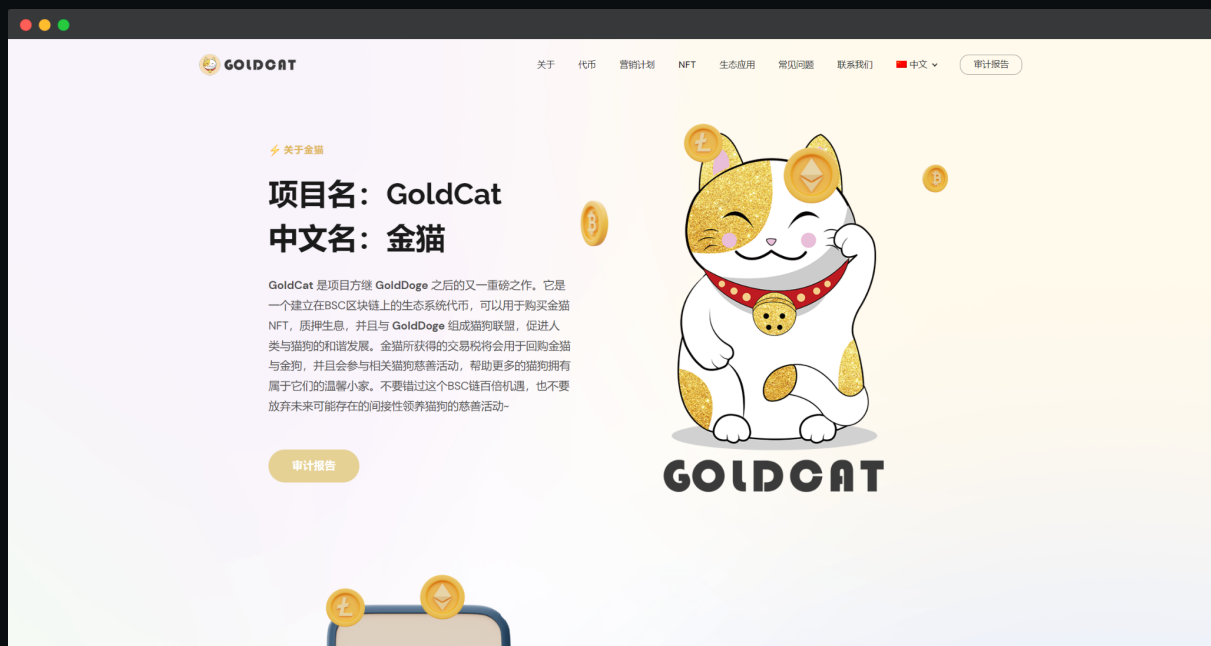 GOLDCAT
关于 代币 营销计划 NFT 生态应用 常见问题 联系我们 中文 审计报告
⚡ 关于金猫
项目名：GoldCat
中文名：金猫
GoldCat 是项目方继 GoldDoge 之后的又一重磅之作。它是
一个建立在BSC区块链上的生态系统代币，可以用于购买金猫
NFT，质押生息，并且与 GoldDoge 组成猫狗联盟，促进人
类与猫狗的和谐发展。金猫所获得的交易税将会用于回购金猫
与金狗，并且会参与相关猫狗慈善活动，帮助更多的猫狗拥有
属于它们的温馨小家。不要错过这个BSC链百倍机遇，也不要
放弃未来可能存在的间接性领养猫狗的慈善活动~
审计报告
GOLDCAT